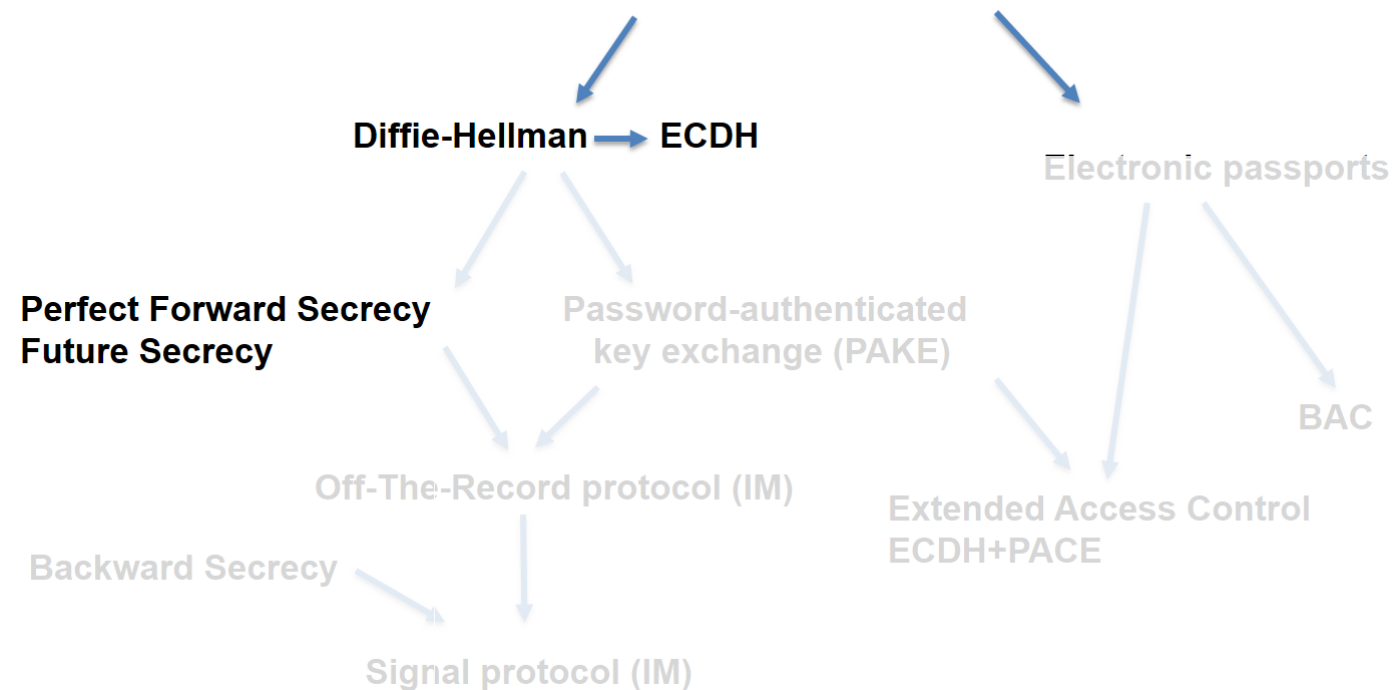 Diffie-Hellman
ECDH
Electronic passports
Perfect Forward Secrecy
Future Secrecy
Password-authenticated
key exchange (PAKE)
BAC
Off-The-Record protocol (IM)
Extended Access Control
ECDH+PACE
Backward Secrecy
Signal protocol (IM)